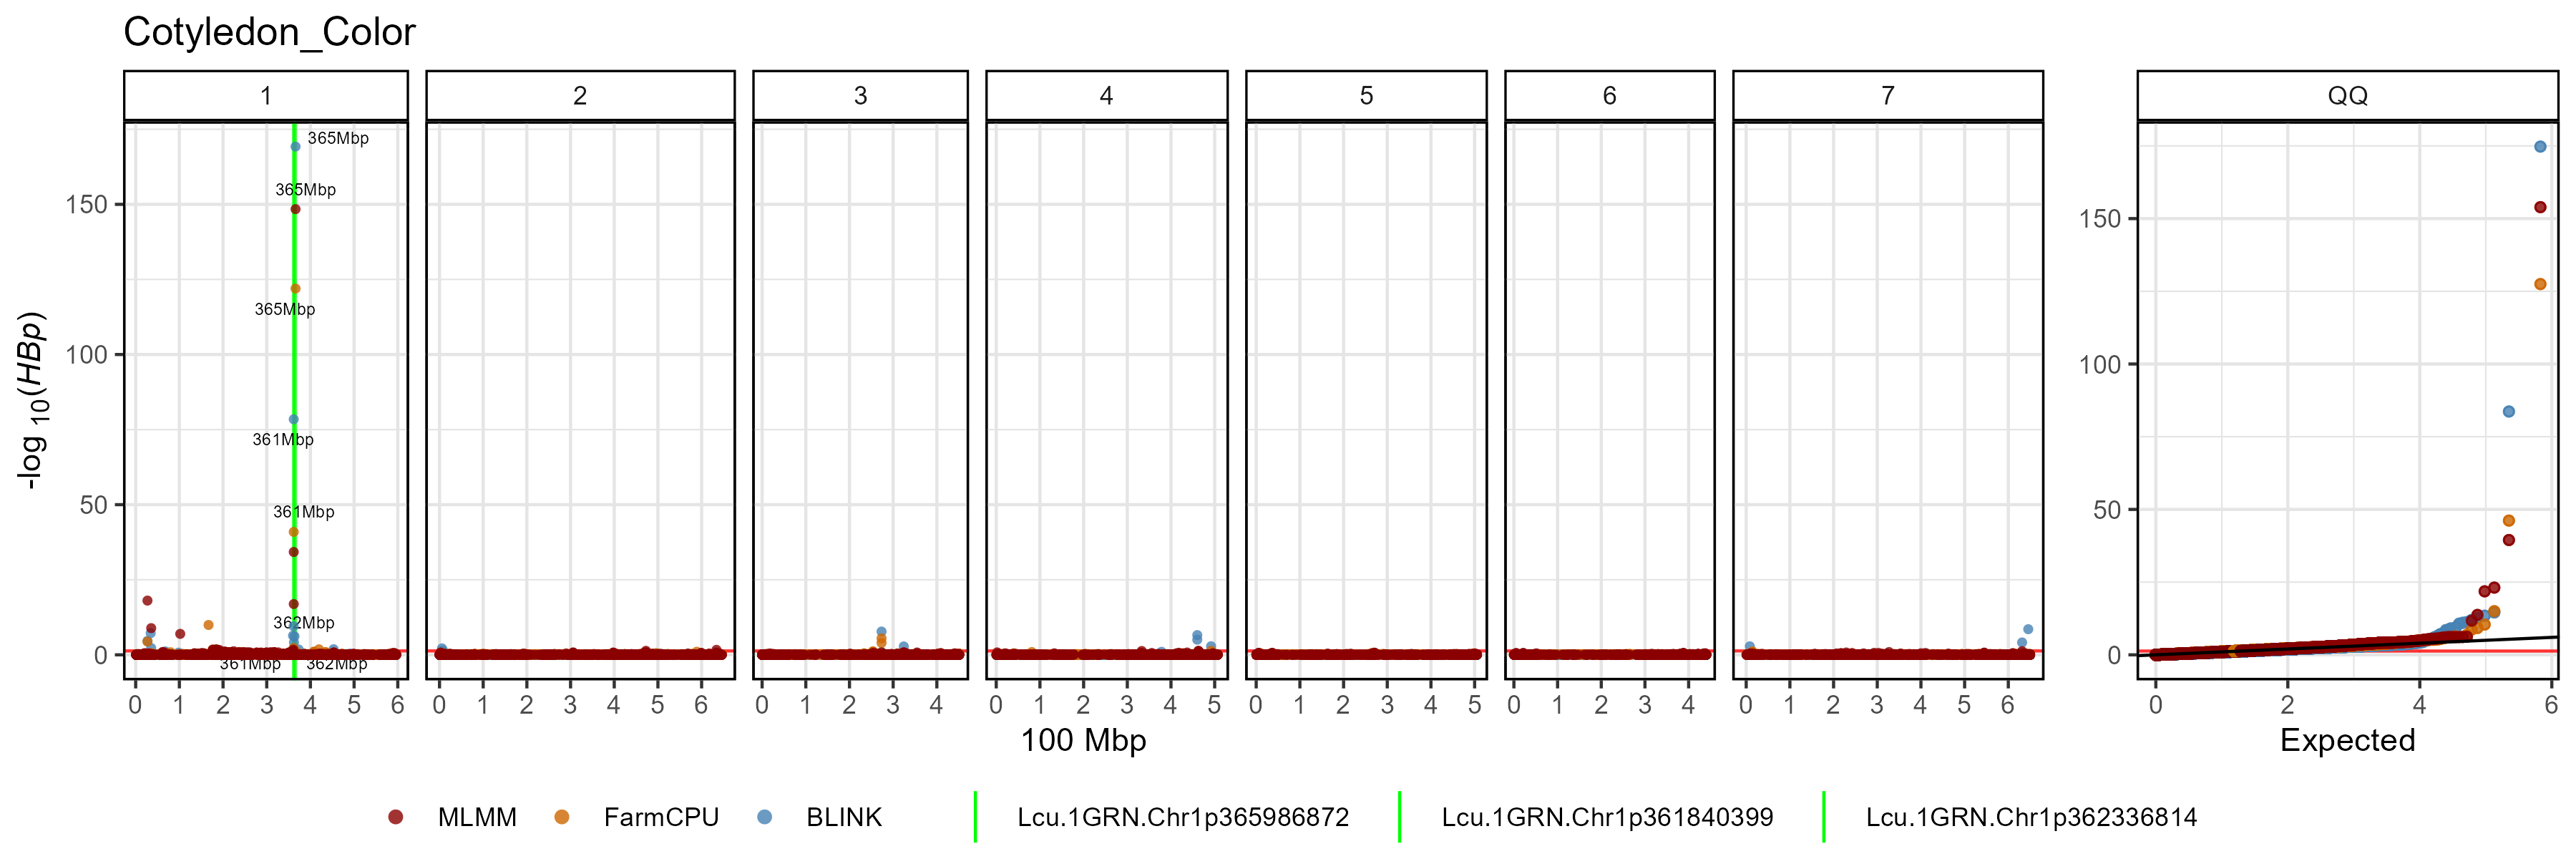 Cotyledon_Color
1 2 3 4 5 6 7 QQ
365Mbp
365Mbp
365Mbp
361Mbp
361Mbp
362Mbp
361Mbp 362Mbp
150
100
50
0
-log 10(HBp)
150
100
50
0
0 1 2 3 4 5 6 0 1 2 3 4 5 6 0 1 2 3 4 0 1 2 3 4 5 0 1 2 3 4 5 0 1 2 3 4 0 1 2 3 4 5 6 0 2 4 6
100 Mbp Expected
MLMM FarmCPU BLINK Lcu.1GRN.Chr1p365986872 Lcu.1GRN.Chr1p361840399 Lcu.1GRN.Chr1p362336814